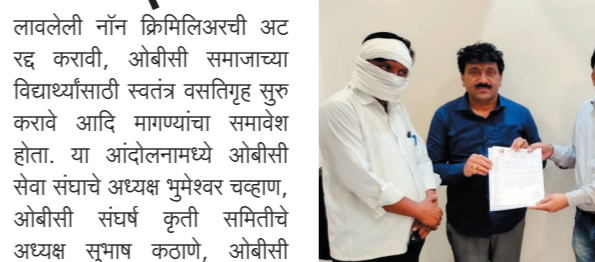 लावलेली नॉन क्रिमिलिअरची अट
रद्द करावी, ओबीसी समाजाच्या
विद्यार्थ्यांसाठी स्वतंत्र वसतिगृह सुरु
करावे आदि मागण्यांचा समावेश
होता. या आंदोलनामध्ये ओबीसी
सेवा संघाचे अध्यक्ष भुमेश्वर चव्हाण,
ओबीसी संघर्ष कृती समितीचे
अध्यक्ष सुभाष कठाणे, ओबीसी